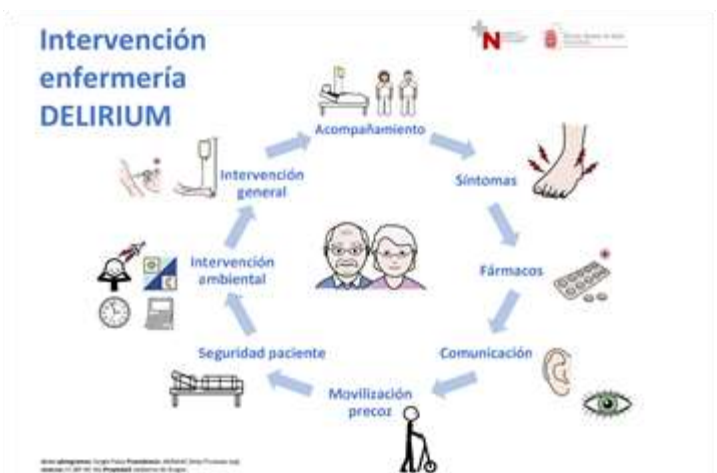 Intervención
enfermería
DELIRIUM
N
Acompañamiento
Síntomas
Fármacos
Comunicación
Movilización
precoz
Seguridad paciente
Intervención
ambiental
Intervención
general